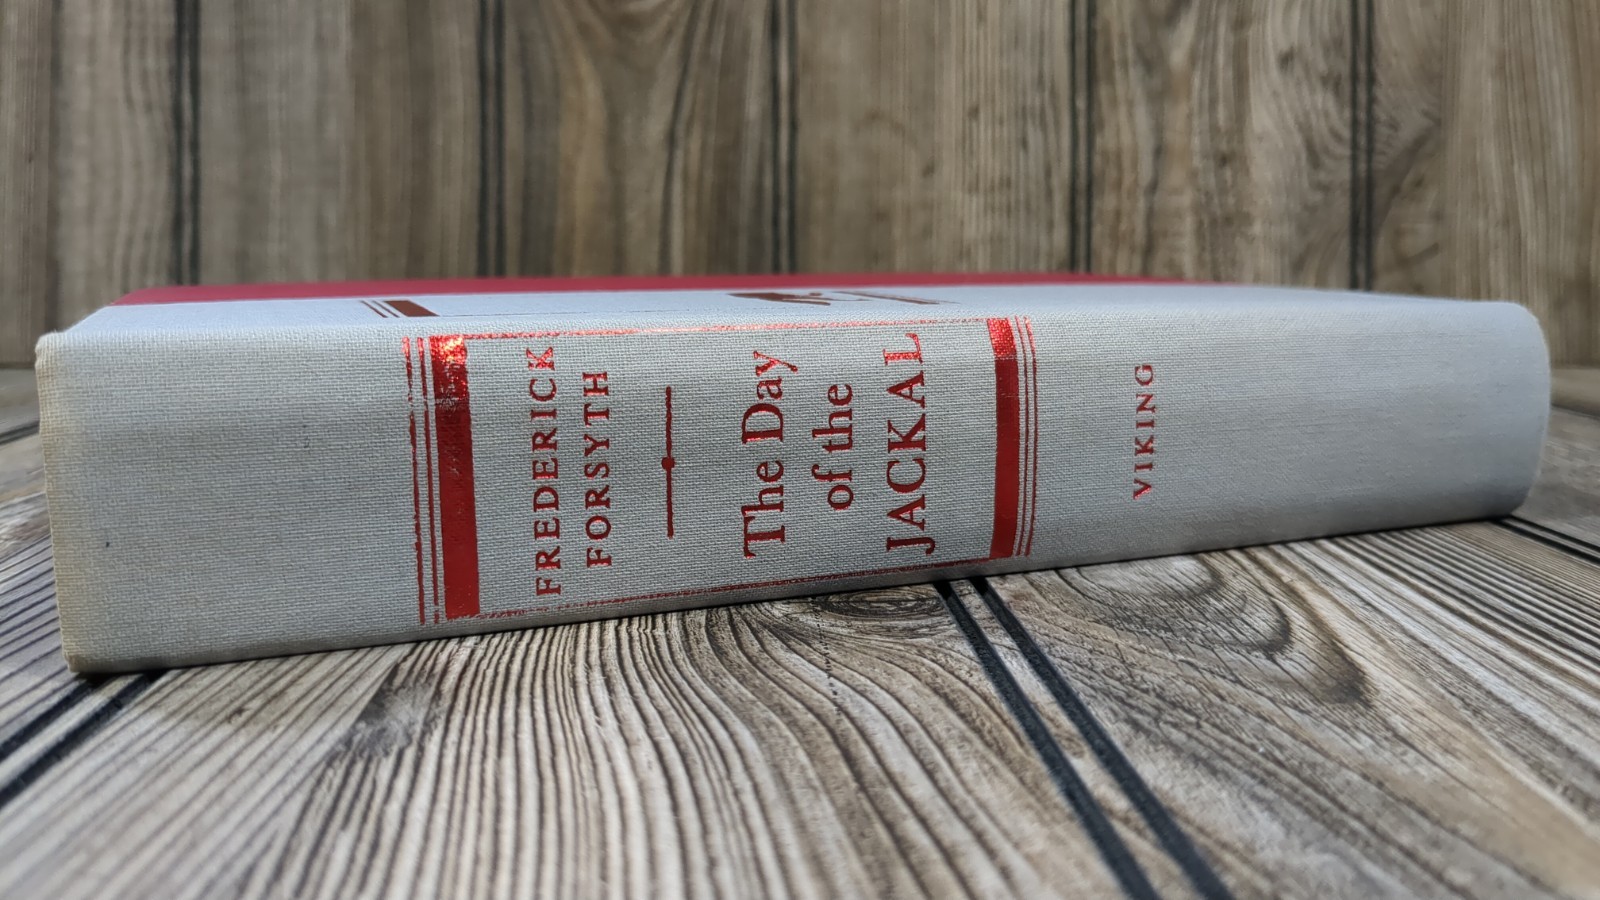 FREDERICK
FORSYTH
The Day
of the
JACKAL
VIKING